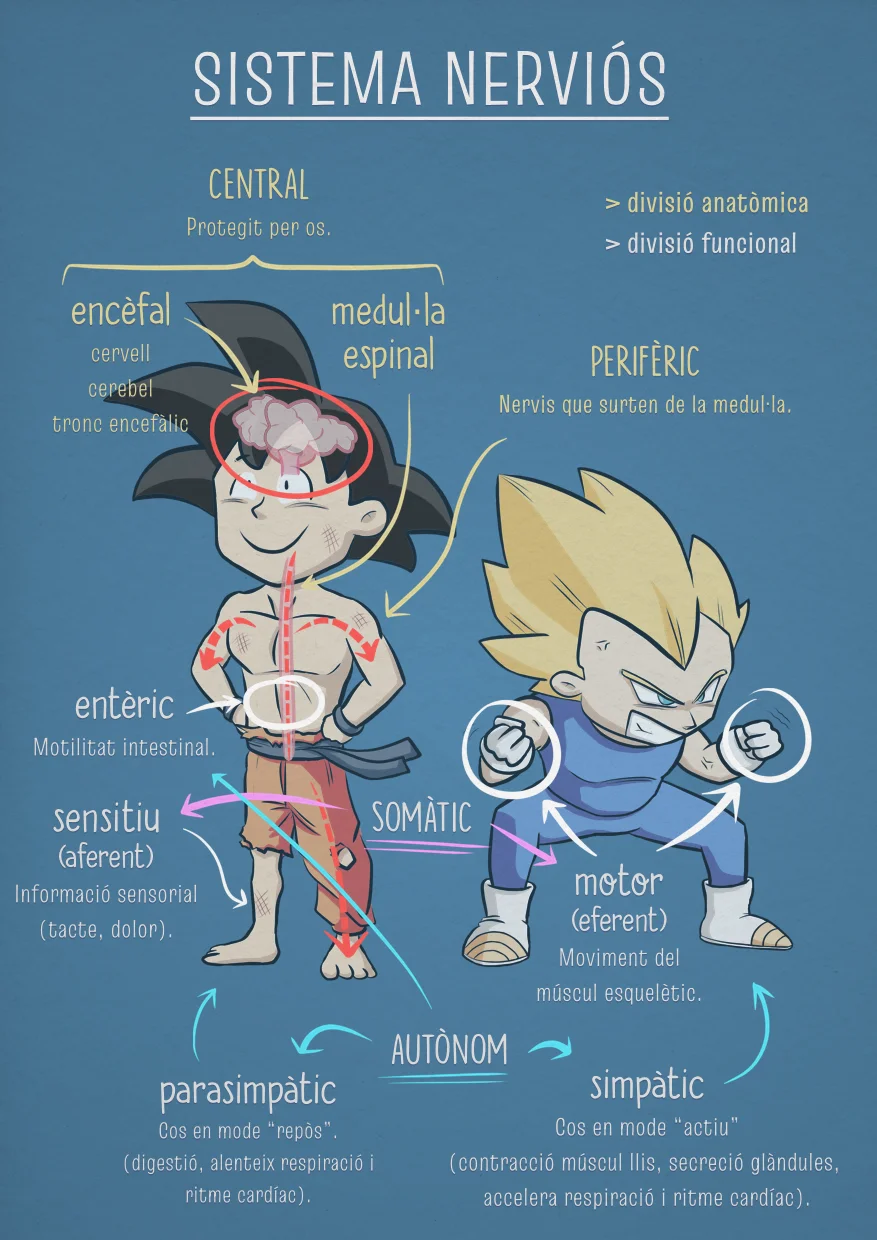 SISTEMA NERVIÓS
CENTRAL
Protegit per os.
> divisió anatòmica
> divisió funcional
encèfal
cervell
cerebel
tronc encefàlic
medul·la
espinal
PERIFÈRIC
Nervis que surten de la medul·la.
entèric
Motilitat intestinal.
sensitiu
(aferent)
Informació sensorial
(tacte, dolor).
SOMÀTIC
motor
(eferent)
Moviment del
múscul esquelètic.
AUTÒNOM
parasimpàtic
Cos en mode “repòs”.
(digestió, alenteix respiració i
ritme cardíac).
simpàtic
Cos en mode “actiu”
(contracció múscul llis, secreció glàndules,
accelera respiració i ritme cardíac).